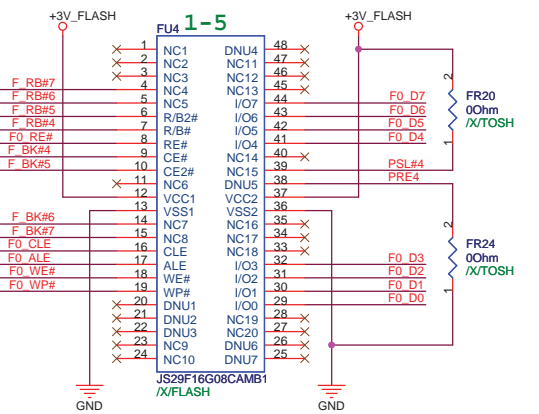 +3V_FLASH +3V_FLASH
FU4 1-5
1 NC1 DNU4 48
2 NC2 NC11 47
3 NC3 NC12 46
F_RB#7 4 NC4 NC13 45
F_RB#6 5 NC5 I/O7 44 F0_D7
F_RB#5 6 R/B2# I/O6 43 F0_D6
F_RB#4 7 R/B# I/O5 42 F0_D5
F0_RE# 8 RE# I/O4 41 F0_D4
F_BK#4 9 CE# NC14 40
F_BK#5 10 CE2# NC15 39 PSL#4
11 NC6 DNU5 38 PRE4
12 VCC1 VCC2 37
13 VSS1 VSS2 36
F_BK#6 14 NC7 NC16 35
F_BK#7 15 NC8 NC17 34
F0_CLE 16 CLE NC18 33
F0_ALE 17 ALE I/O3 32 F0_D3
F0_WE# 18 WE# I/O2 31 F0_D2
F0_WP# 19 WP# I/O1 30 F0_D1
20 DNU1 I/O0 29 F0_D0
21 DNU2 NC19 28
22 DNU3 NC20 27
23 NC9 DNU6 26
24 NC10 DNU7 25
JS29F16G08CAMB1
/X/FLASH
GND GND
2
FR20
0Ohm
/X/TOSH
1
2
FR24
0Ohm
/X/TOSH
1